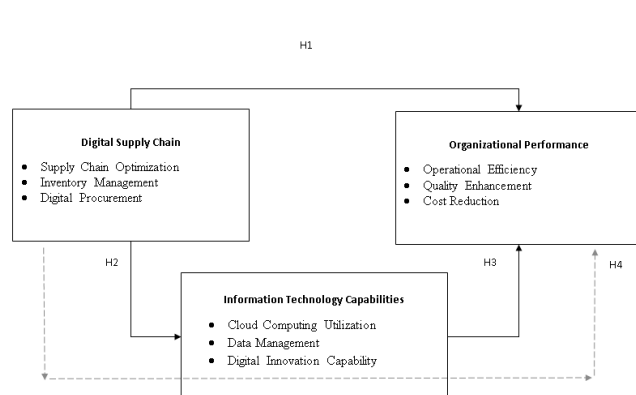 H1
Digital Supply Chain
● Supply Chain Optimization
● Inventory Management
● Digital Procurement
Organizational Performance
● Operational Efficiency
● Quality Enhancement
● Cost Reduction
H2
H3
H4
Information Technology Capabilities
● Cloud Computing Utilization
● Data Management
● Digital Innovation Capability